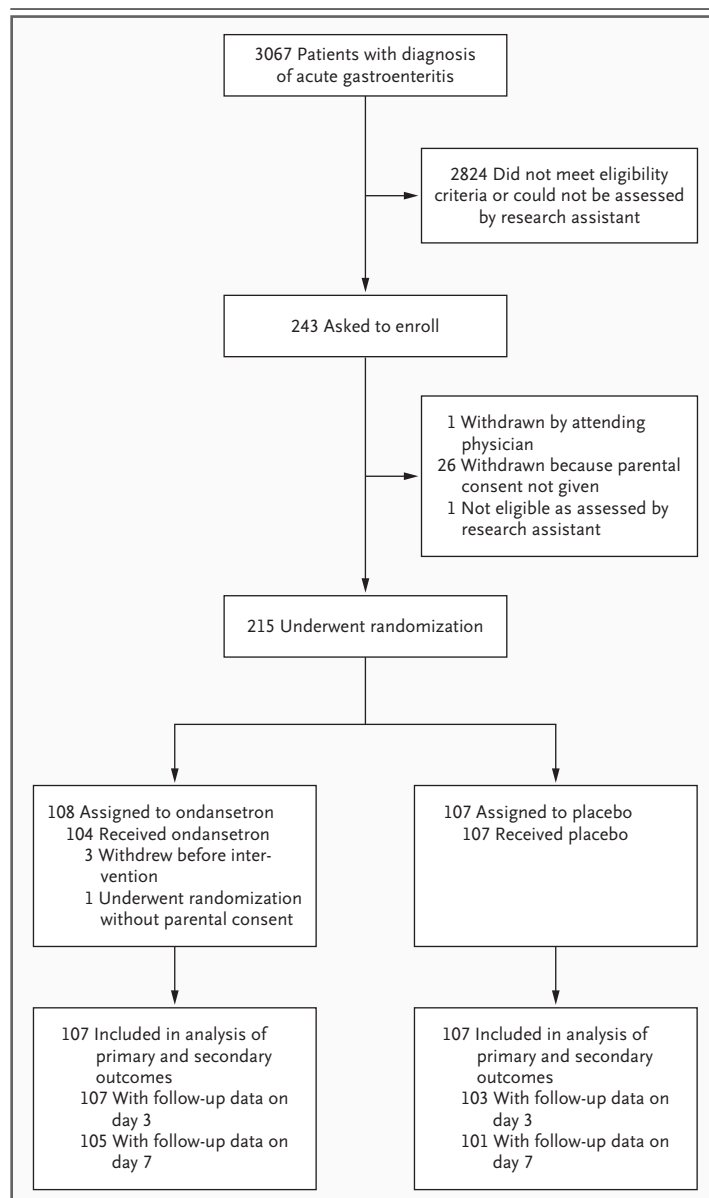 3067 Patients with diagnosis
of acute gastroenteritis
2824 Did not meet eligibility
criteria or could not be assessed
by research assistant
243 Asked to enroll
1 Withdrawn by attending
physician
26 Withdrawn because parental
consent not given
1 Not eligible as assessed by
research assistant
215 Underwent randomization
108 Assigned to ondansetron
104 Received ondansetron
3 Withdrew before inter-
vention
1 Underwent randomization
without parental consent
107 Assigned to placebo
107 Received placebo
107 Included in analysis of
primary and secondary
outcomes
107 With follow-up data on
day 3
105 With follow-up data on
day 7
107 Included in analysis of
primary and secondary
outcomes
103 With follow-up data on
day 3
101 With follow-up data on
day 7